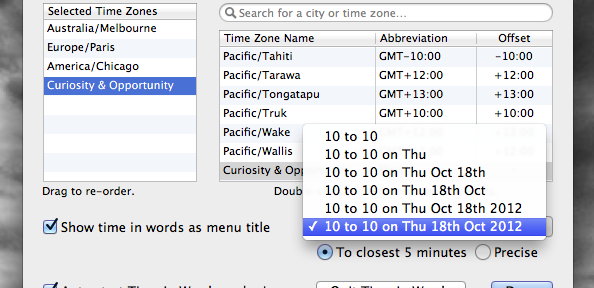 Selected Time Zones
Australia/Melbourne
Europe/Paris
America/Chicago
Curiosity & Opportunity
Drag to re-order.
Search for a city or time zone...
Time Zone Name Abbreviation Offset
Pacific/Tahiti GMT-10:00 -10:00
Pacific/Tarawa GMT+12:00 +12:00
Pacific/Tongatapu GMT+13:00 +13:00
Pacific/Truk GMT+10:00 +10:00
Pacific/Wake
Pacific/Wallis
Curiosity & Opp
10 to 10
10 to 10 on Thu
10 to 10 on Thu Oct 18th
10 to 10 on Thu 18th Oct
10 to 10 on Thu Oct 18th 2012
✓ 10 to 10 on Thu 18th Oct 2012
Show time in words as menu title
To closest 5 minutes Precise